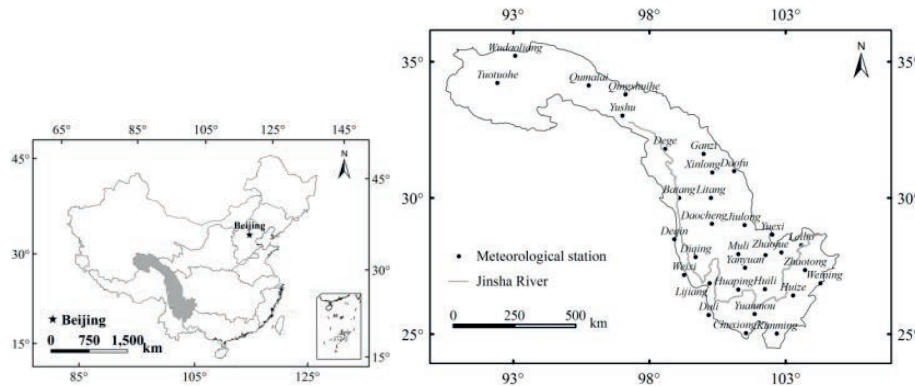 65° 85° 105° 125° 145°
45°
30°
15°
45°
30°
15°
N
Beijing
★ Beijing
0 750 1,500 km
85° 105° 125°
93° 98° 103°
35°
30°
25°
35°
30°
25°
N
Wudaoliang
Tuotuohe
Qumalai
Qingshuihe
Yushu
Dege
Ganzi
Xinlong
Daofu
Batang
Litang
Daocheng
Jiulong
Yuexi
Deqin
Muli
Zhaojue
Leibo
Diqing
Yanyuan
Zhaotong
Weixi
Weining
Lijiang
Huaping
Huili
Huize
Dali
Yuanmou
Chuxiong
Kunming
• Meteorological station
Jinsha River
0 250 500
km
93° 98° 103°